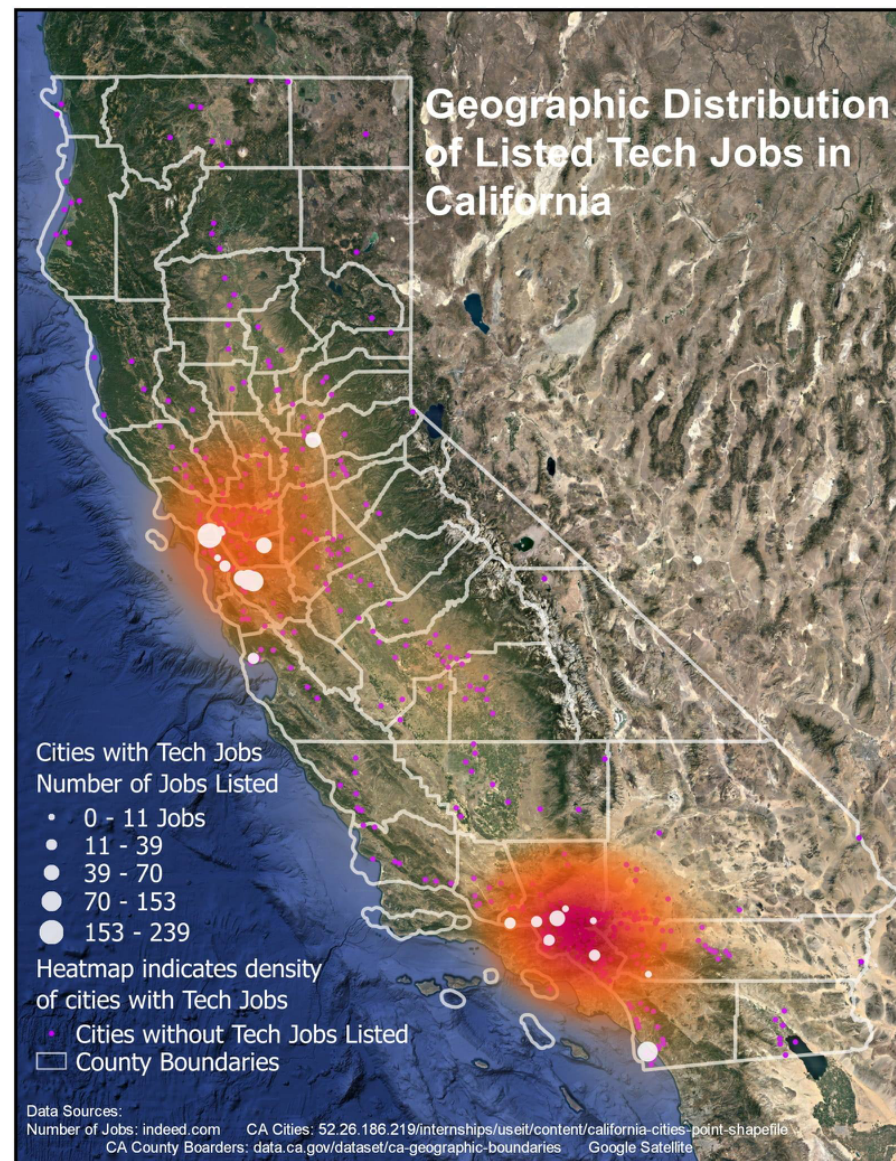 Geographic Distribution
of Listed Tech Jobs in
California
Cities with Tech Jobs
Number of Jobs Listed
0 - 11 Jobs
11 - 39
39 - 70
70 - 153
153 - 239
Heatmap indicates density
of cities with Tech Jobs
Cities without Tech Jobs Listed
County Boundaries
Data Sources:
Number of Jobs: indeed.com CA Cities: 52.26.186.219/internships/useit/content/california-cities-point-shapefile
CA County Boarders: data.ca.gov/dataset/ca-geographic-boundaries Google Satellite